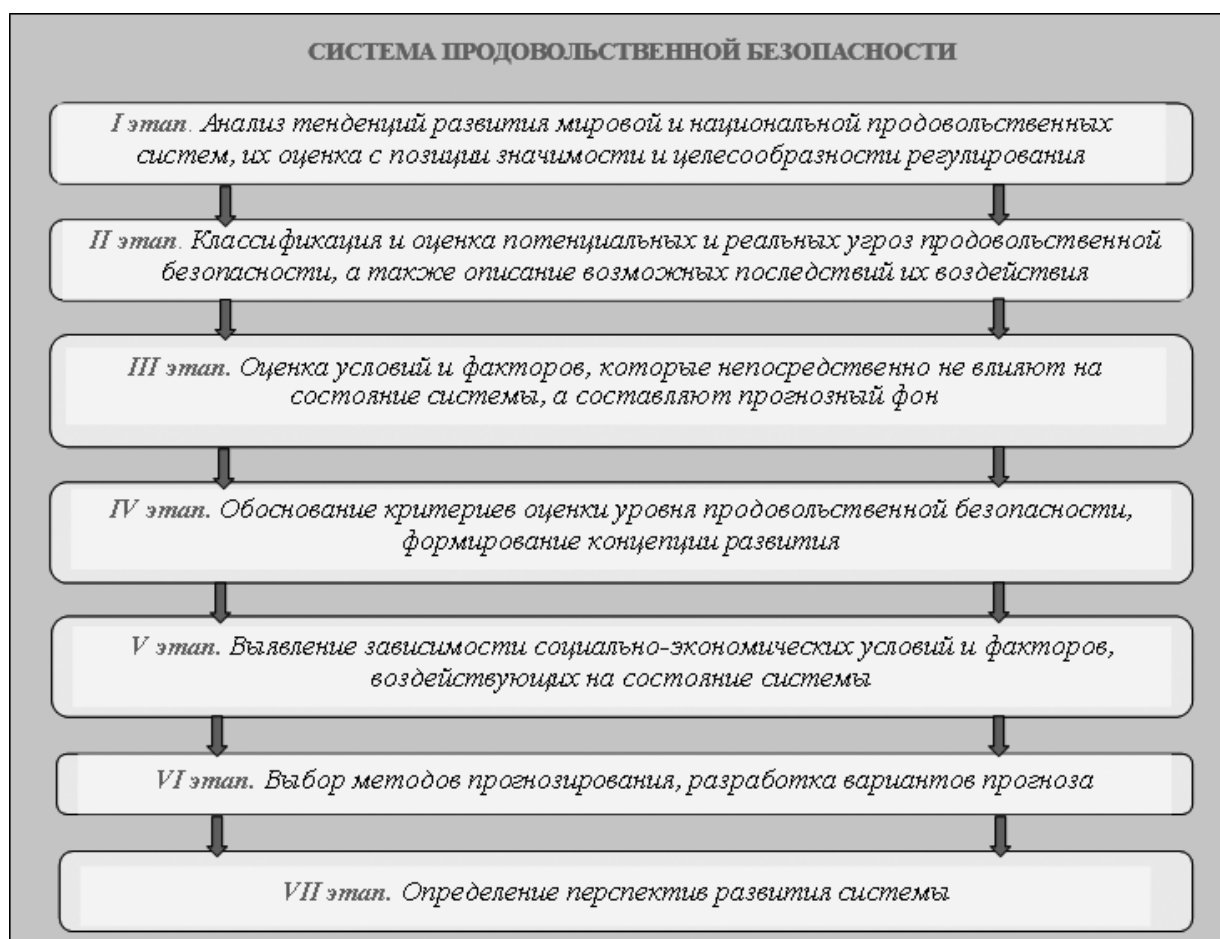 СИСТЕМА ПРОДОВОЛЬСТВЕННОЙ БЕЗОПАСНОСТИ
I этап. Анализ тенденций развития мировой и национальной продовольственных
систем, их оценка с позиции значимости и целесообразности регулирования
II этап. Классификация и оценка потенциальных и реальных угроз продовольственной
безопасности, а также описание возможных последствий их воздействия
III этап. Оценка условий и факторов, которые непосредственно не влияют на
состояние системы, а составляют прогнозный фон
IV этап. Обоснование критериев оценки уровня продовольственной безопасности,
формирование концепции развития
V этап. Выявление зависимости социально-экономических условий и факторов,
воздействующих на состояние системы
VI этап. Выбор методов прогнозирования, разработка вариантов прогноза
VII этап. Определение перспектив развития системы